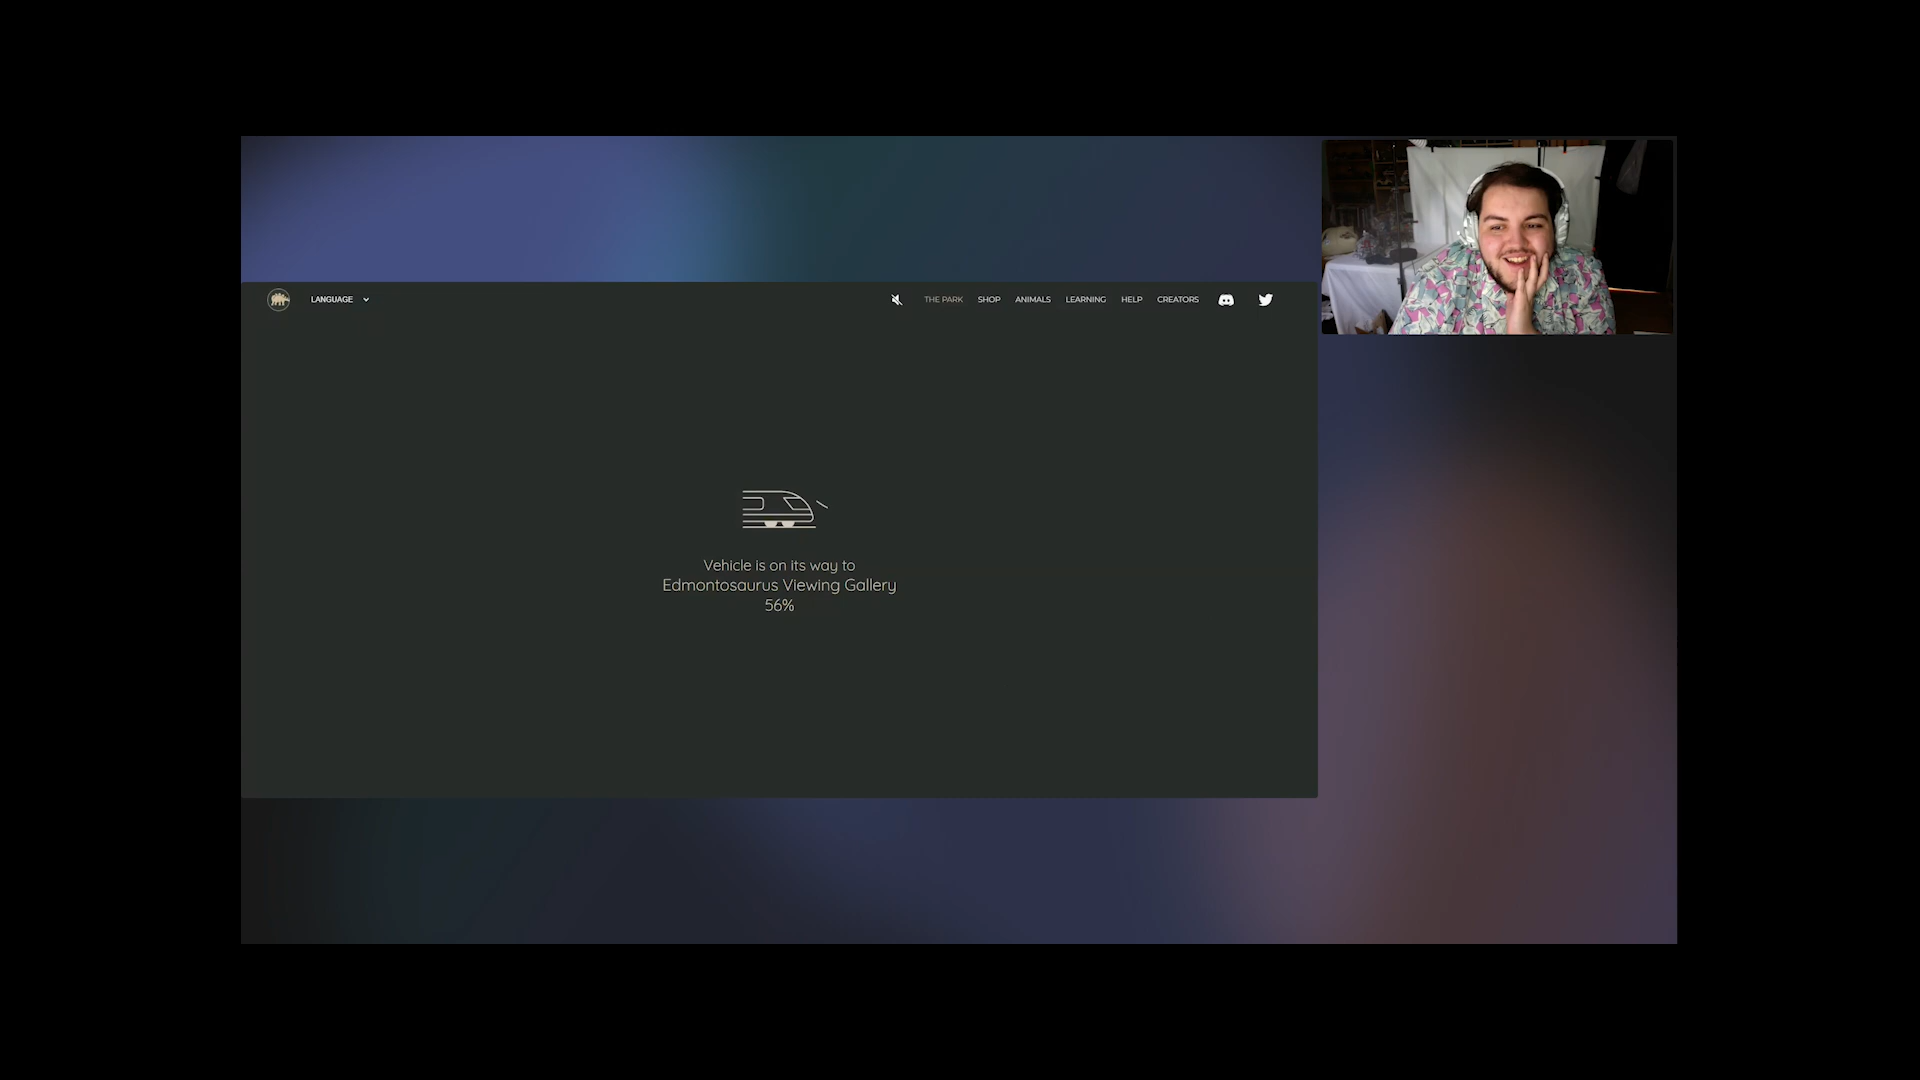 LANGUAGE
THE PARK SHOP ANIMALS LEARNING HELP CREATORS
Vehicle is on its way to
Edmontosaurus Viewing Gallery
56%